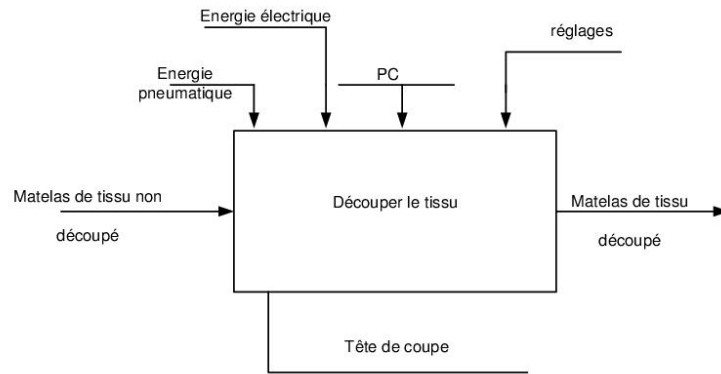 Energie électrique
réglages
Energie
pneumatique
PC
Matelas de tissu non
découpé
Découper le tissu
Matelas de tissu
découpé
Tête de coupe